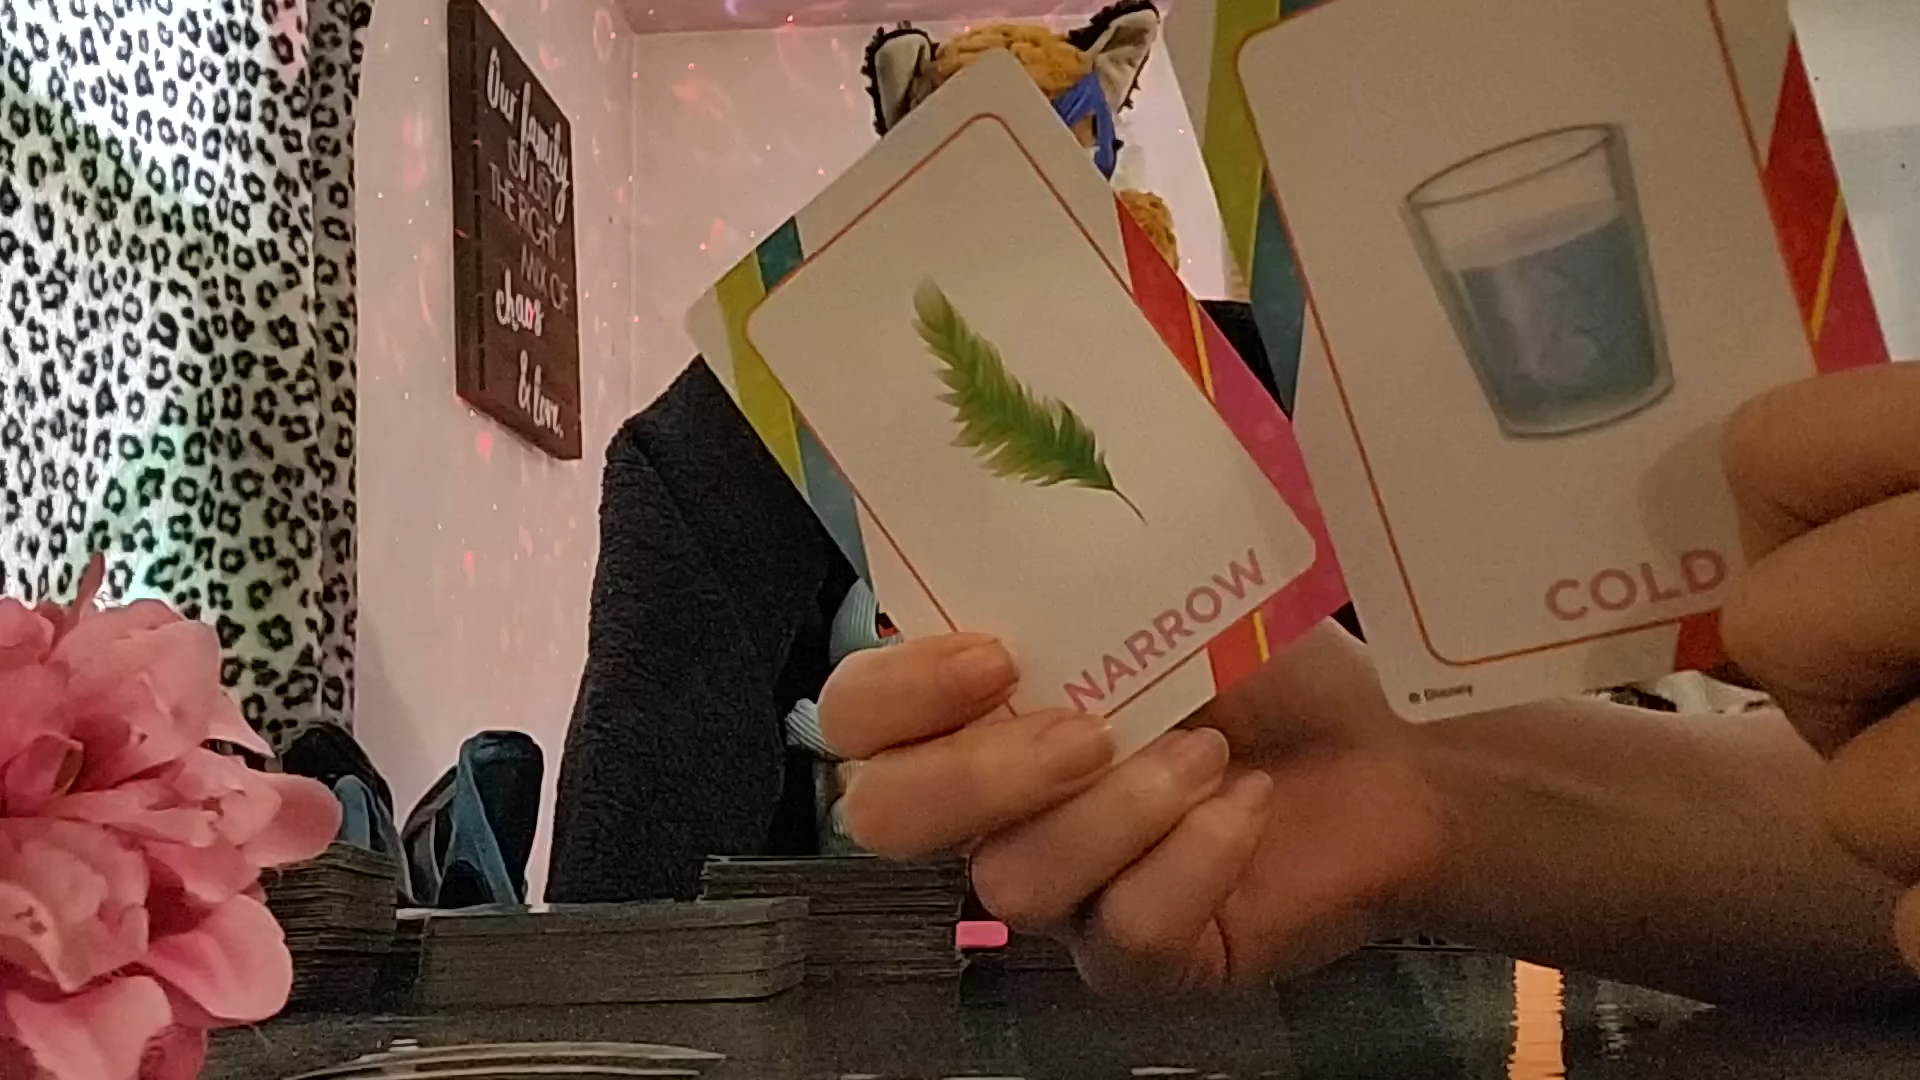 Our family
IS JUST
THE RIGHT
MIX OF
chaos
& love.
NARROW
COLD
© Disney